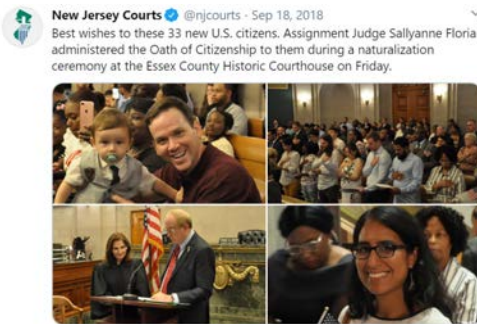 New Jersey Courts @njcourts · Sep 18, 2018
Best wishes to these 33 new U.S. citizens. Assignment Judge Sallyanne Floria
administered the Oath of Citizenship to them during a naturalization
ceremony at the Essex County Historic Courthouse on Friday.